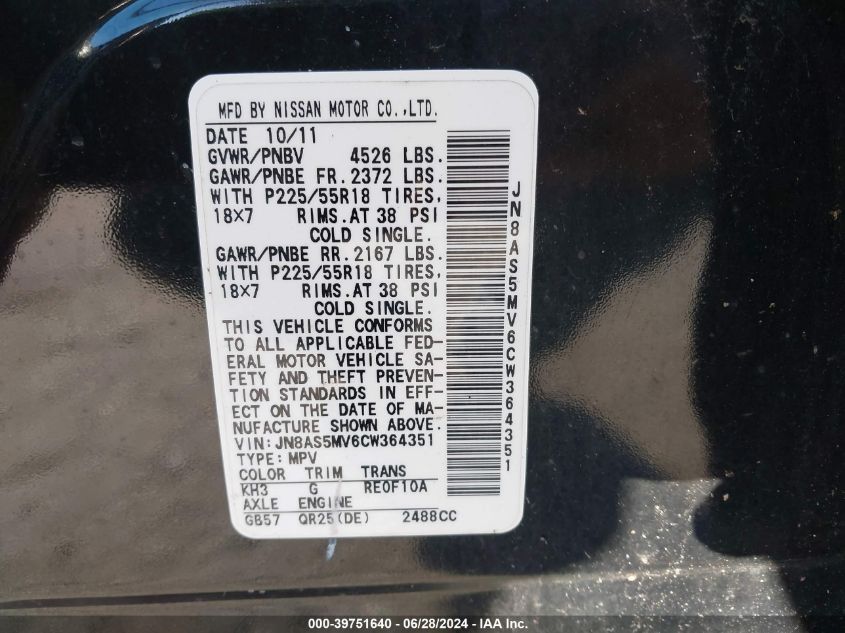 MFD BY NISSAN MOTOR CO.,LTD.
DATE 10/11
GVWR/PNBV 4526 LBS.
GAWR/PNBE FR. 2372 LBS.
WITH P225/55R18 TIRES,
18X7 RIMS.AT 38 PSI
COLD SINGLE.
GAWR/PNBE RR. 2167 LBS.
WITH P225/55R18 TIRES,
18X7 RIMS.AT 38 PSI
COLD SINGLE.
THIS VEHICLE CONFORMS
TO ALL APPLICABLE FED-
ERAL MOTOR VEHICLE SA-
FETY AND THEFT PREVEN-
TION STANDARDS IN EFF-
ECT ON THE DATE OF MA-
NUFACTURE SHOWN ABOVE.
VIN: JN8AS5MV6CW364351
TYPE: MPV
COLOR TRIM TRANS
KH3 G RE0F10A
AXLE ENGINE
GB57 QR25(DE) 2488CC
JN8AS5MV6CW364351
000-39751640 - 06/28/2024 - IAA Inc.